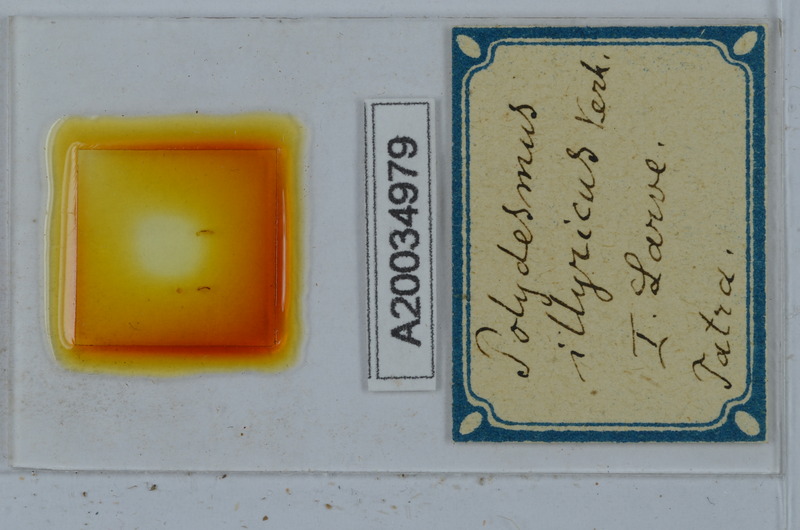 A20034979
Polydesmus
illyricus Verh.
I. Larve.
Tatra.